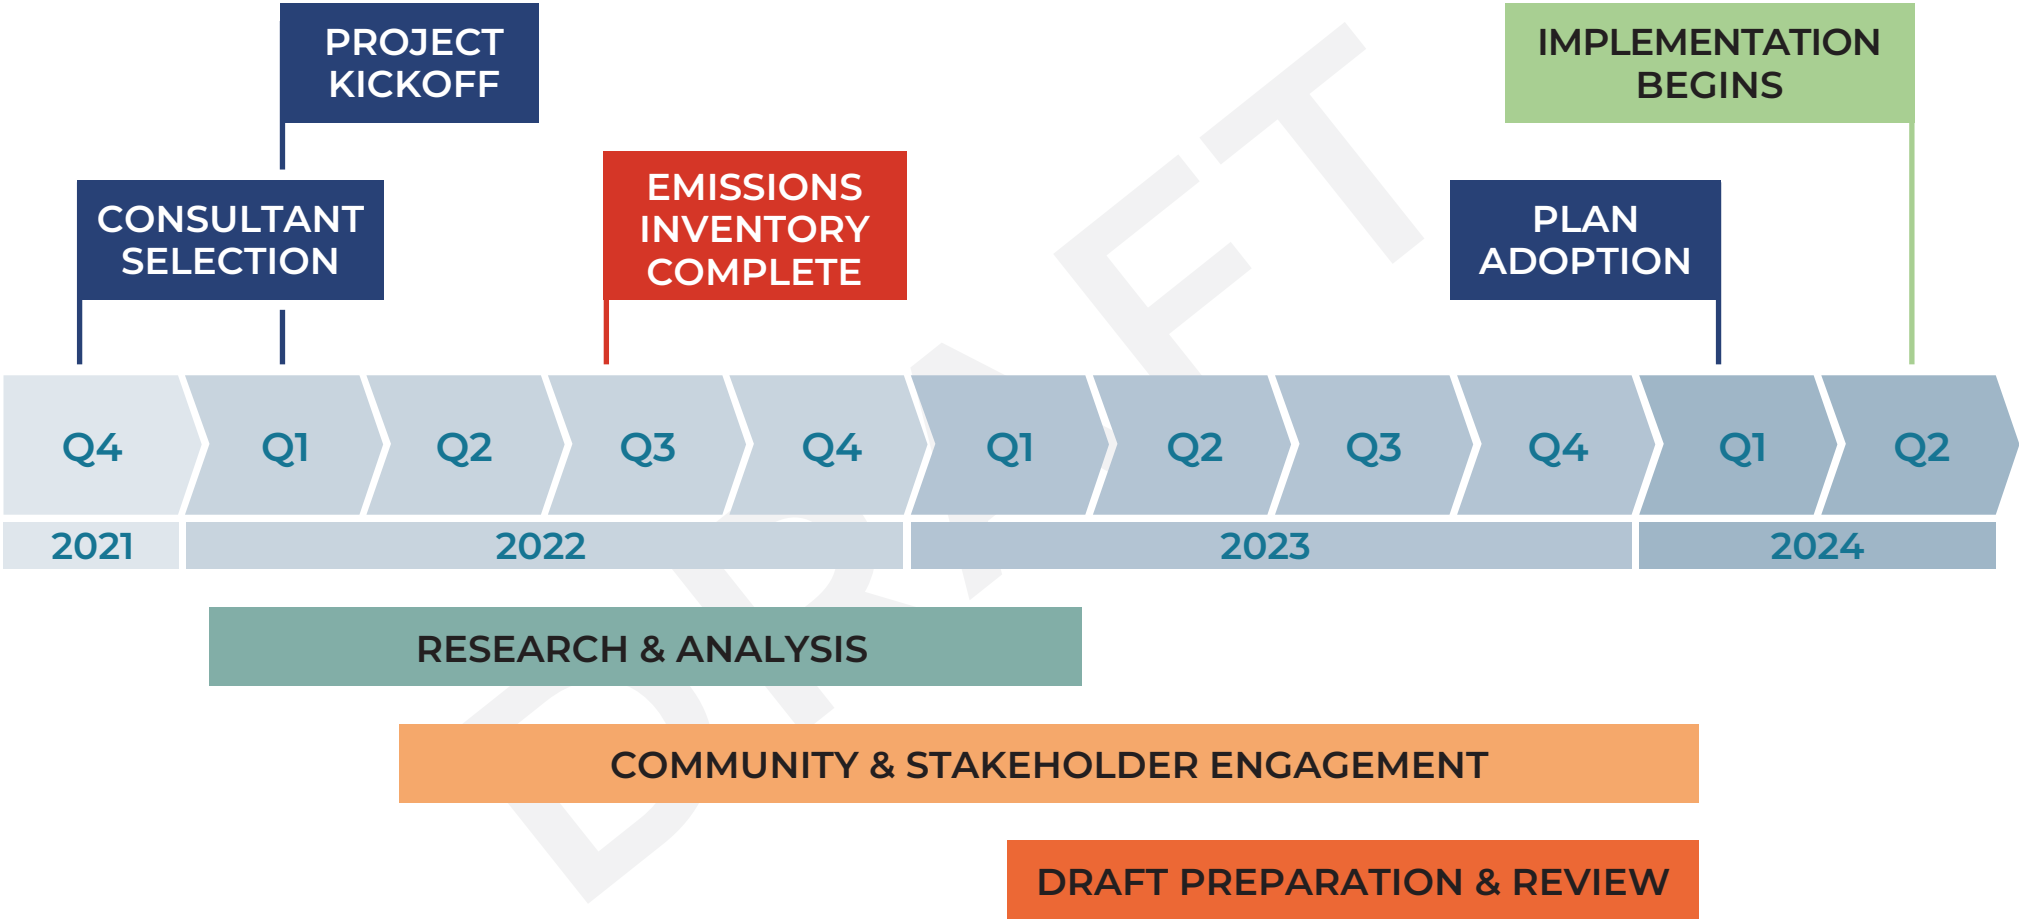 PROJECT
KICKOFF
IMPLEMENTATION
BEGINS
CONSULTANT
SELECTION
EMISSIONS
INVENTORY
COMPLETE
PLAN
ADOPTION
Q4 Q1 Q2 Q3 Q4 Q1 Q2 Q3 Q4 Q1 Q2
2021 2022 2023 2024
RESEARCH & ANALYSIS
COMMUNITY & STAKEHOLDER ENGAGEMENT
DRAFT PREPARATION & REVIEW
DRAFT